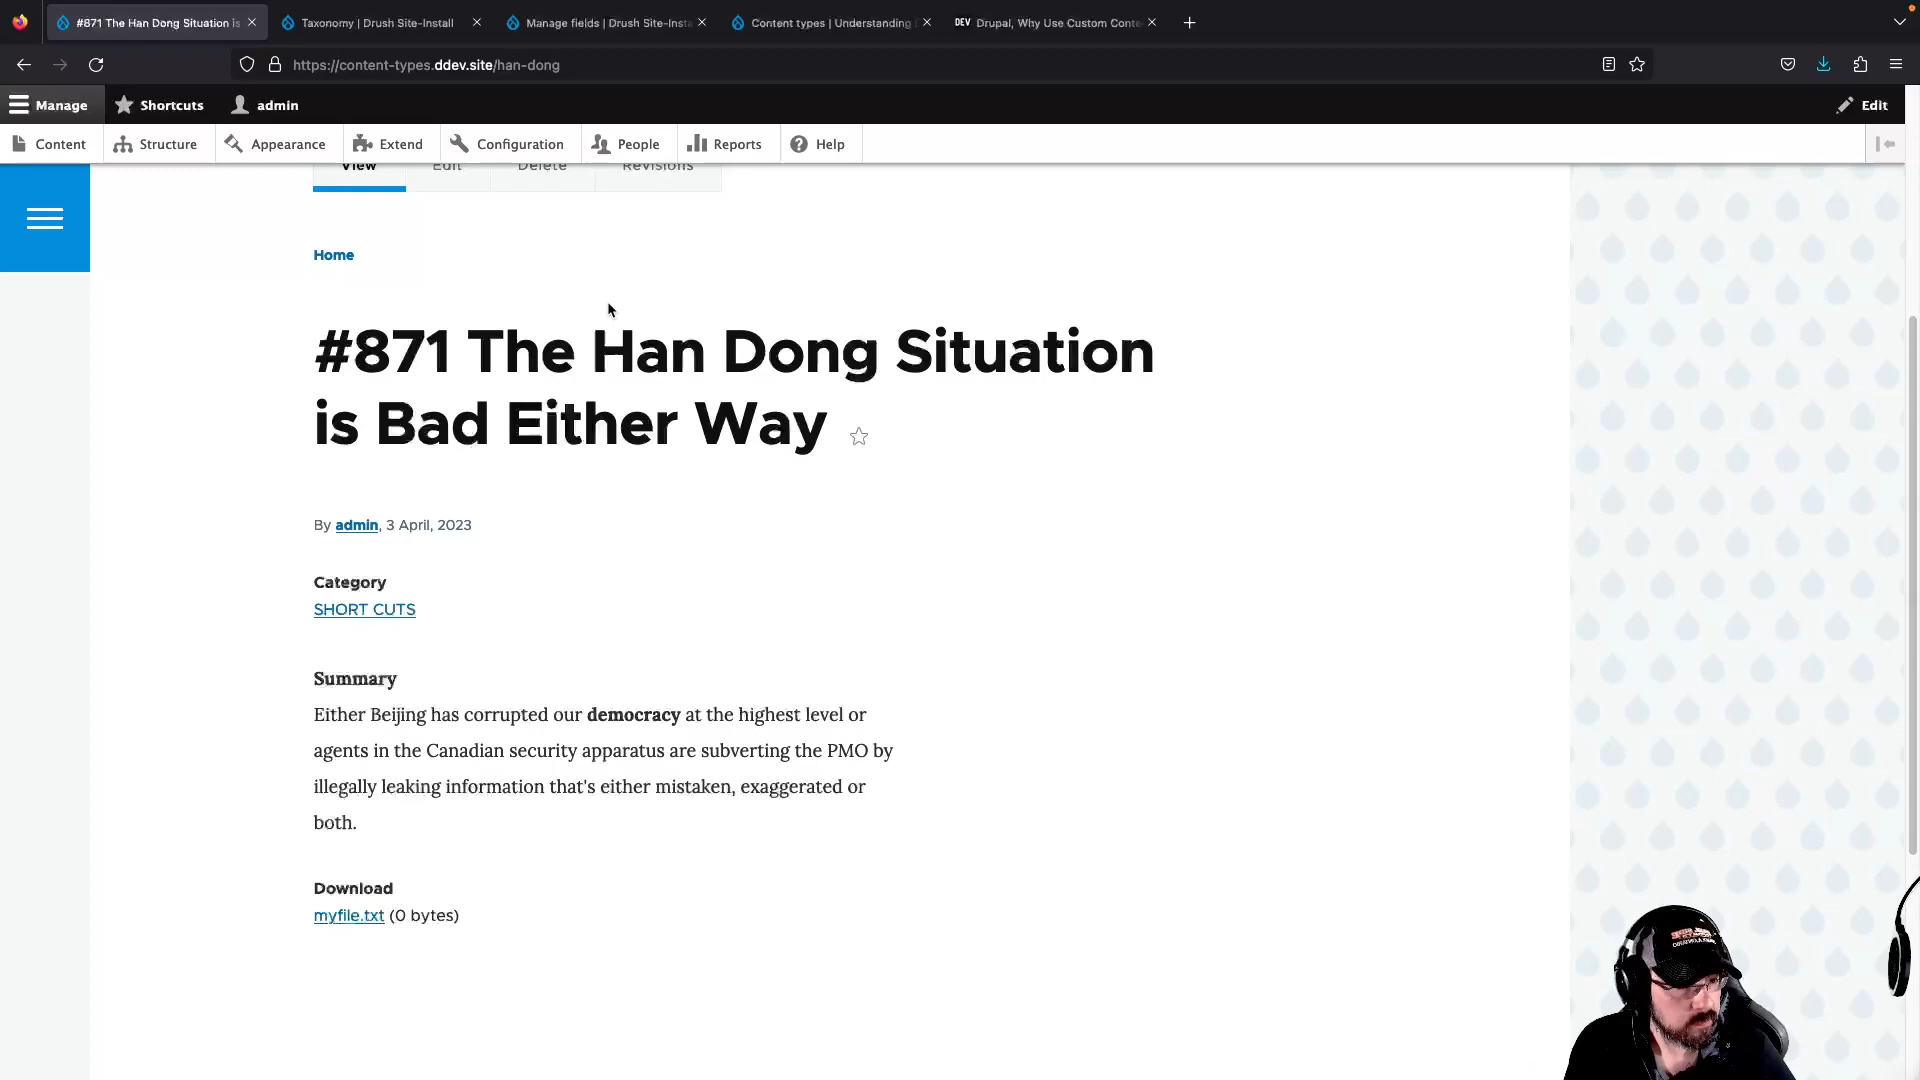 #871 The Han Dong Situation is
Taxonomy | Drush Site-Install
Manage fields | Drush Site-Insta
Content types | Understanding
DEV Drupal, Why Use Custom Conte
https://content-types.ddev.site/han-dong
Manage
Shortcuts
admin
Edit
Content
Structure
Appearance
Extend
Configuration
People
Reports
Help
View
Edit
Delete
Revisions
Home
#871 The Han Dong Situation
is Bad Either Way
By admin, 3 April, 2023
Category
SHORT CUTS
Summary
Either Beijing has corrupted our democracy at the highest level or
agents in the Canadian security apparatus are subverting the PMO by
illegally leaking information that's either mistaken, exaggerated or
both.
Download
myfile.txt (0 bytes)